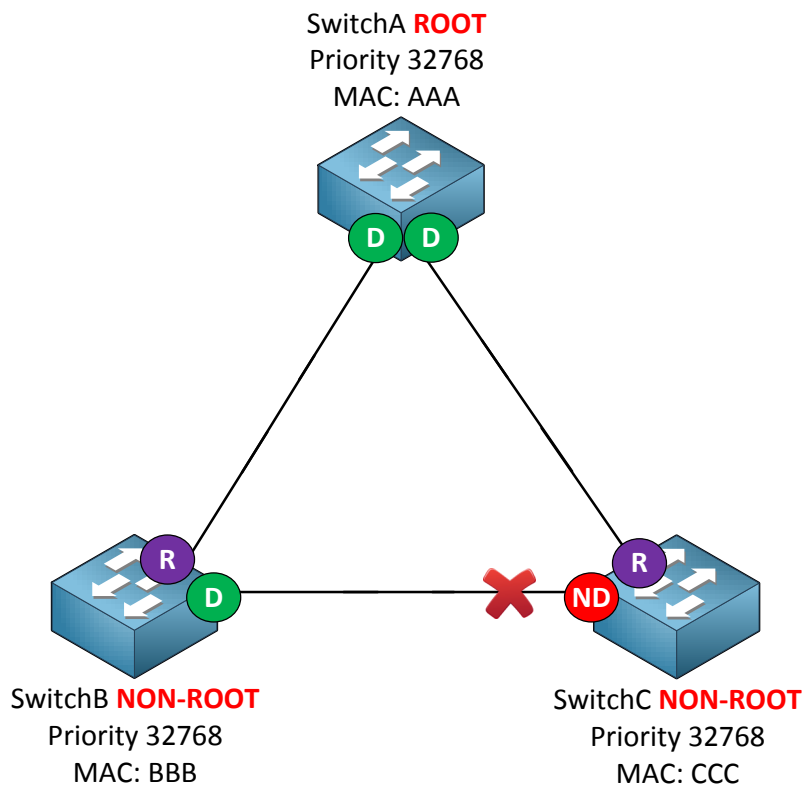 SwitchA ROOT
Priority 32768
MAC: AAA
D D
R
D
ND
R
SwitchB NON-ROOT
Priority 32768
MAC: BBB
SwitchC NON-ROOT
Priority 32768
MAC: CCC